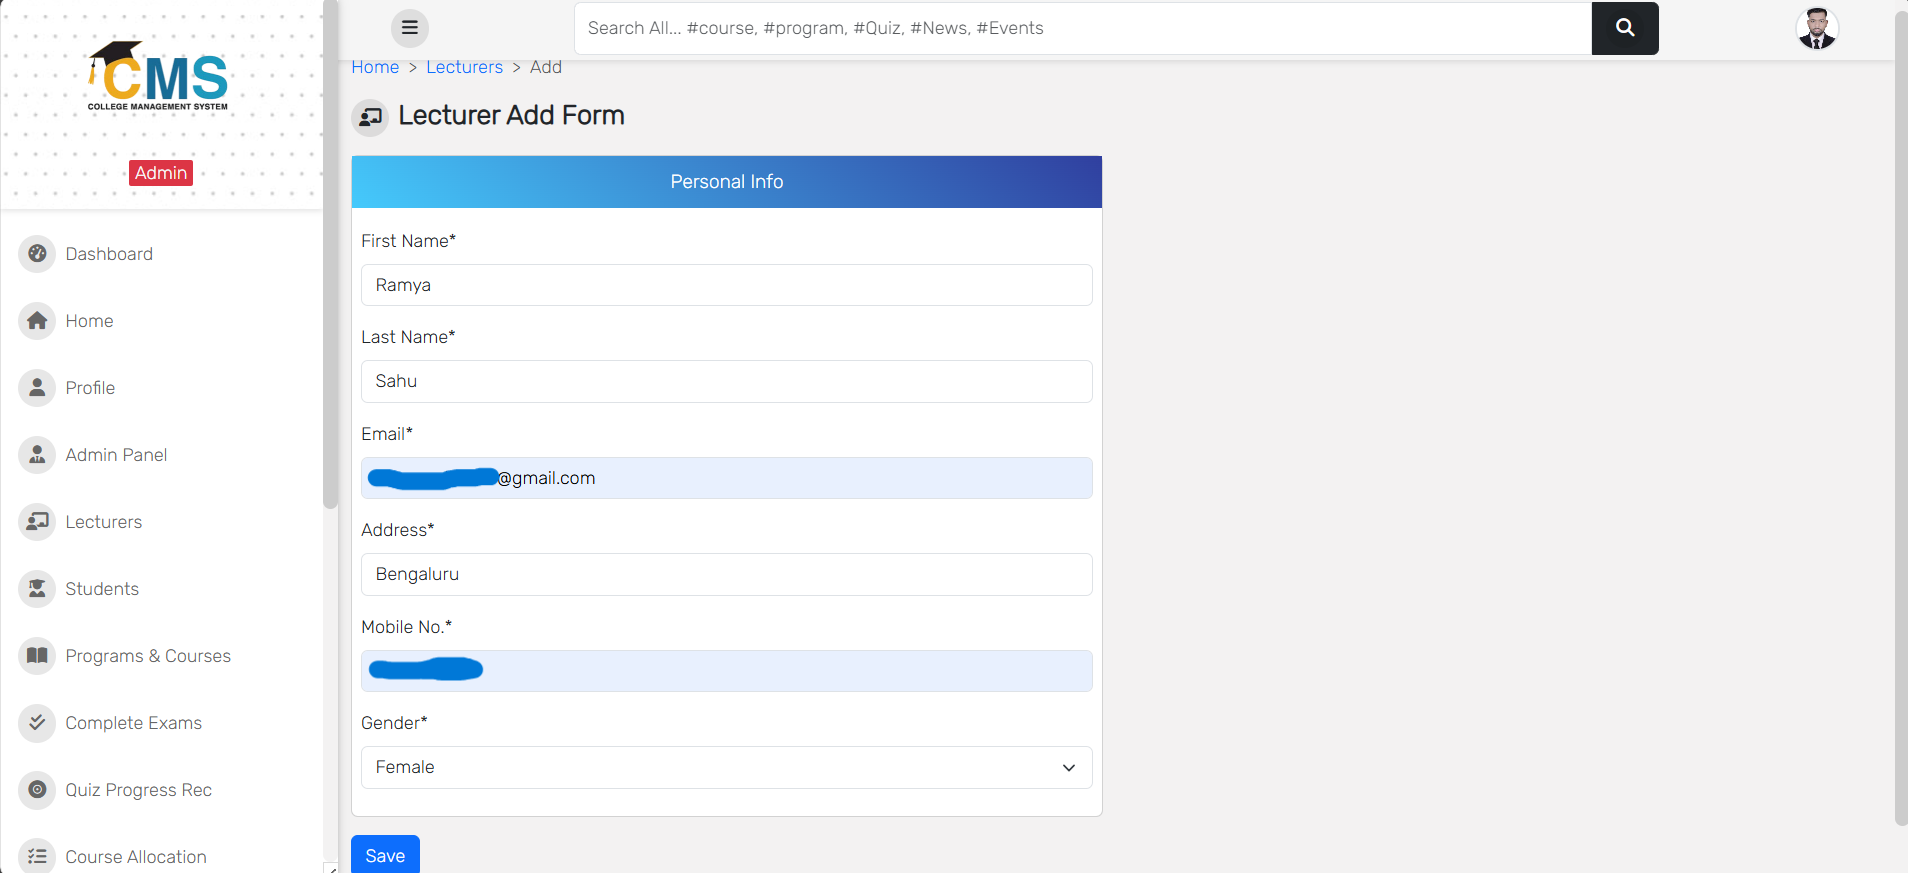 CMS
COLLEGE MANAGEMENT SYSTEM
Admin
Dashboard
Home
Profile
Admin Panel
Lecturers
Students
Programs & Courses
Complete Exams
Quiz Progress Rec
Course Allocation
Search All... #course, #program, #Quiz, #News, #Events
Home > Lecturers > Add
Lecturer Add Form
Personal Info
First Name*
Ramya
Last Name*
Sahu
Email*
@gmail.com
Address*
Bengaluru
Mobile No.*
Gender*
Female
Save